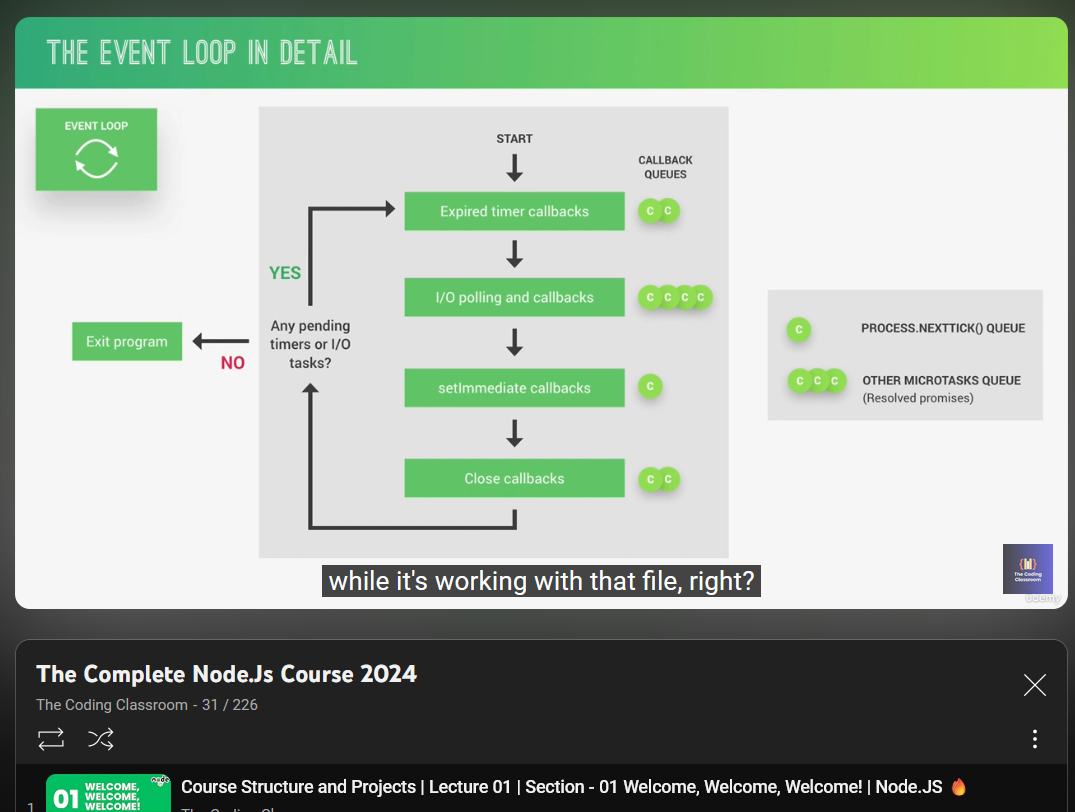 THE EVENT LOOP IN DETAIL
EVENT LOOP
START
CALLBACK
QUEUES
Expired timer callbacks
C C
YES
I/O polling and callbacks
C C C C
Any pending
timers or I/O
tasks?
Exit program
NO
setImmediate callbacks
C
Close callbacks
C C
C
PROCESS.NEXTTICK() QUEUE
C C C
OTHER MICROTASKS QUEUE
(Resolved promises)
while it's working with that file, right?
The Coding
Classroom
udemy
The Complete Node.Js Course 2024
The Coding Classroom - 31 / 226
1
01
WELCOME,
WELCOME,
WELCOME!
node
Course Structure and Projects | Lecture 01 | Section - 01 Welcome, Welcome, Welcome! | Node.JS 🔥